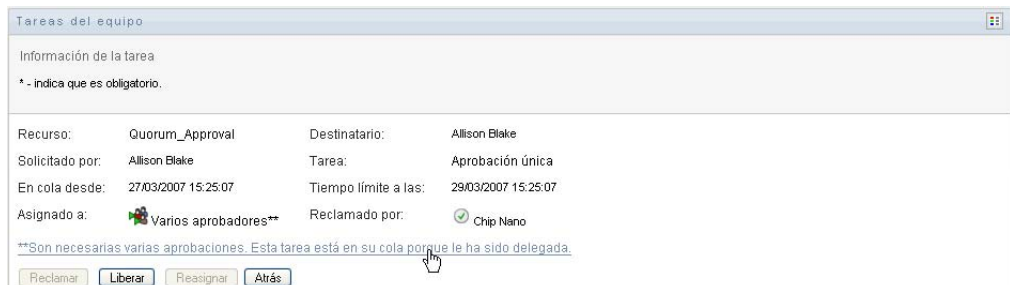 Tareas del equipo
Información de la tarea
* - indica que es obligatorio.
Recurso: Quorum_Approval Destinatario: Allison Blake
Solicitado por: Allison Blake Tarea: Aprobación única
En cola desde: 27/03/2007 15:25:07 Tiempo límite a las: 29/03/2007 15:25:07
Asignado a: Varios aprobadores** Reclamado por: Chip Nano
**Son necesarias varias aprobaciones. Esta tarea está en su cola porque le ha sido delegada.
Reclamar Liberar Reasignar Atrás